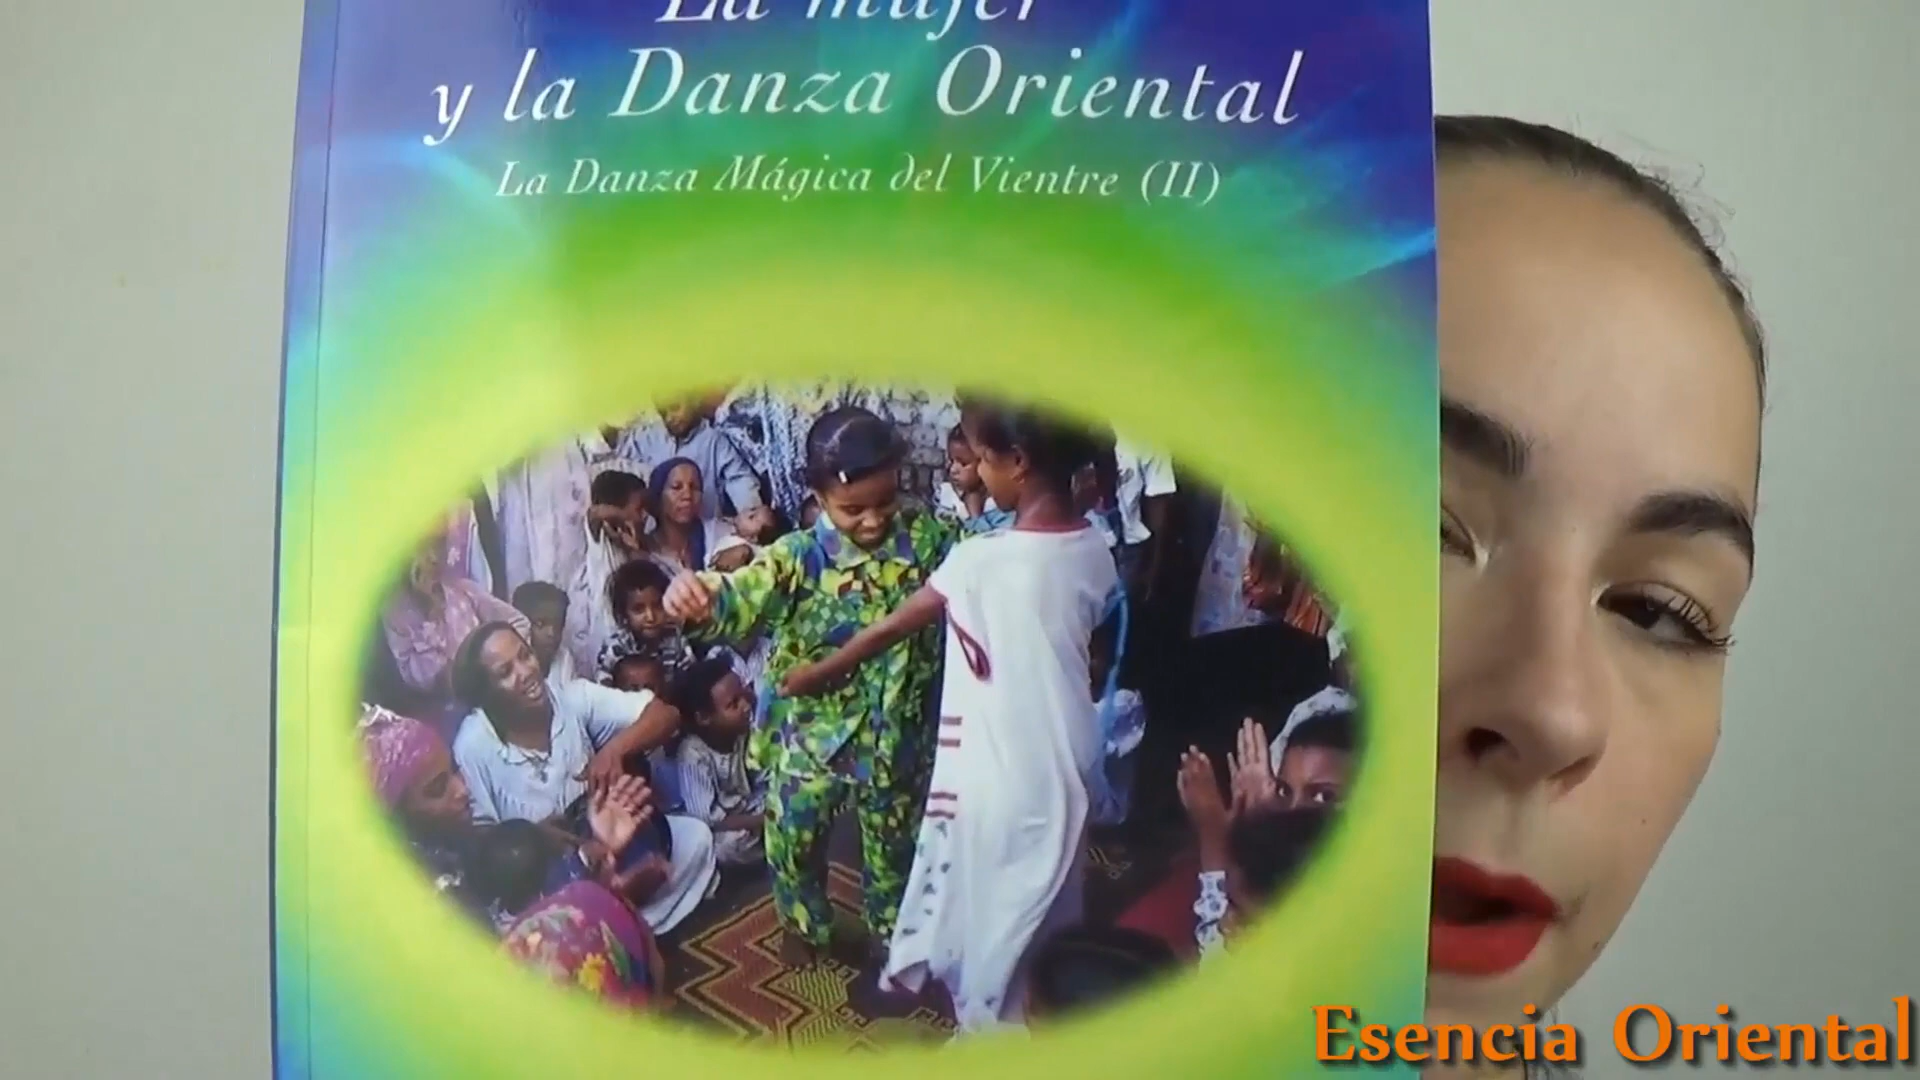 La mujer
y la Danza Oriental
La Danza Mágica del Vientre (II)
Esencia Oriental